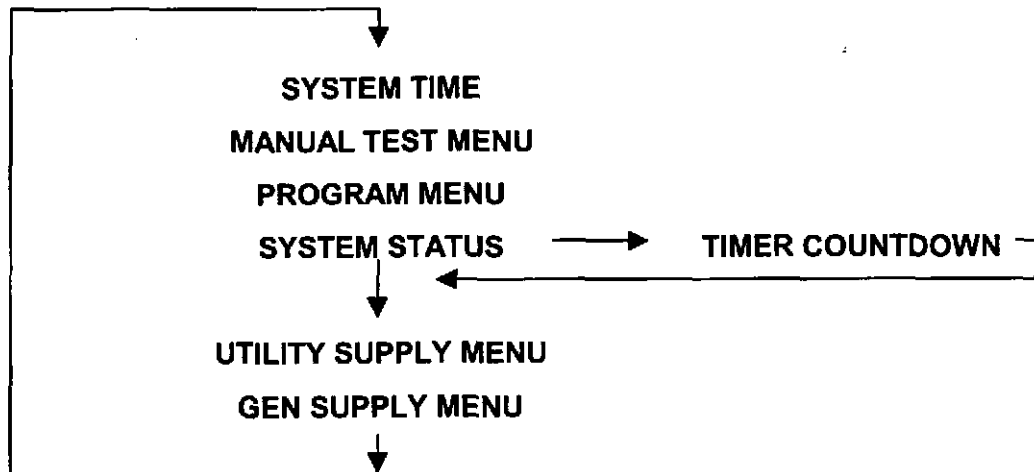 SYSTEM TIME
MANUAL TEST MENU
PROGRAM MENU
SYSTEM STATUS TIMER COUNTDOWN
UTILITY SUPPLY MENU
GEN SUPPLY MENU